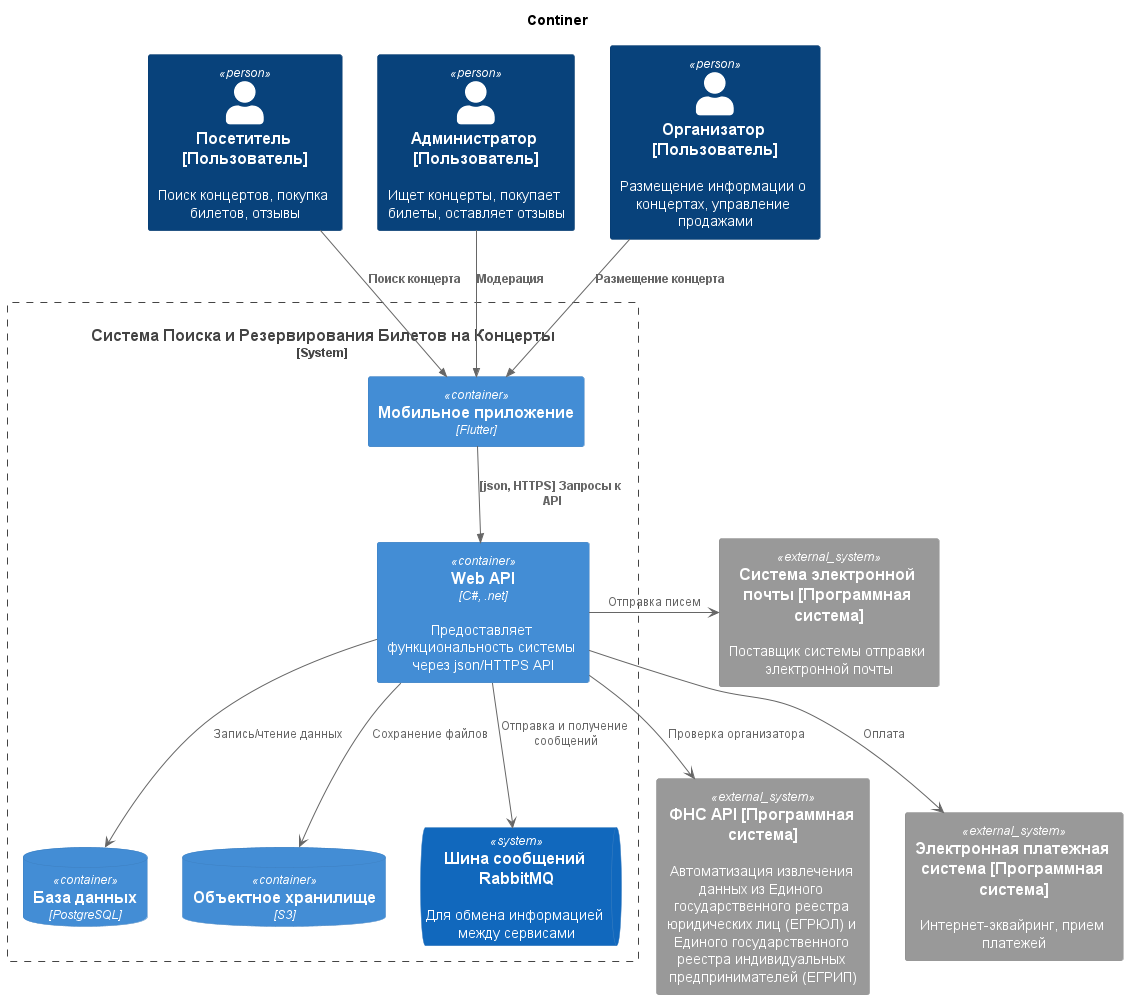 Continer
«person»
Посетитель
[Пользователь]
Поиск концертов, покупка
билетов, отзывы
«person»
Администратор
[Пользователь]
Ищет концерты, покупает
билеты, оставляет отзывы
«person»
Организатор
[Пользователь]
Размещение информации о
концертах, управление
продажами
Поиск концерта
Модерация
Размещение концерта
Система Поиска и Резервирования Билетов на Концерты
[System]
«container»
Мобильное приложение
[Flutter]
[json, HTTPS] Запросы к
API
«container»
Web API
[C#, .net]
Предоставляет
функциональность системы
через json/HTTPS API
Отправка писем
«external_system»
Система электронной
почты [Программная
система]
Поставщик системы отправки
электронной почты
Запись/чтение данных
Сохранение файлов
Отправка и получение
сообщений
Проверка организатора
Оплата
«container»
База данных
[PostgreSQL]
«container»
Объектное хранилище
[S3]
«system»
Шина сообщений
RabbitMQ
Для обмена информацией
между сервисами
«external_system»
ФНС API [Программная
система]
Автоматизация извлечения
данных из Единого
государственного реестра
юридических лиц (ЕГРЮЛ) и
Единого государственного
реестра индивидуальных
предпринимателей (ЕГРИП)
«external_system»
Электронная платежная
система [Программная
система]
Интернет-эквайринг, прием
платежей